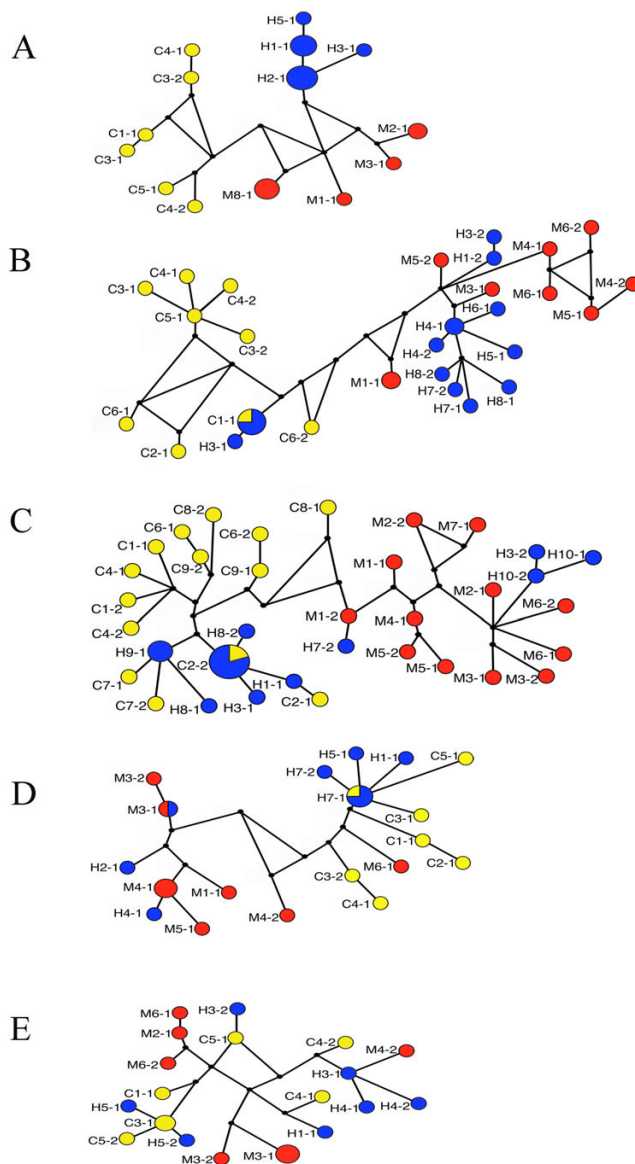 A
H5-1
C4-1
H1-1
H3-1
C3-2
H2-1
C1-1
M2-1
C3-1
M3-1
C5-1
M8-1
M1-1
C4-2
B
H3-2
M6-2
C4-1
M5-2
H1-2
M4-1
C3-1
C4-2
M3-1
M6-1
M4-2
C5-1
H6-1
M5-1
C3-2
H4-1
H4-2
H5-1
H8-2
M1-1
H7-2
H8-1
C6-1
C1-1
H7-1
C6-2
H3-1
C2-1
C
C8-2
C8-1
C6-1
C6-2
M2-2
M7-1
C1-1
C9-2
H3-2
H10-1
C4-1
C9-1
M1-1
H10-2
C1-2
M2-1
M6-2
C4-2
H8-2
M1-2
M4-1
H9-1
C2-2
H7-2
M5-2
M6-1
C7-1
H1-1
M5-1
M3-1
M3-2
C7-2
H8-1
H3-1
C2-1
D
M3-2
H5-1
H1-1
C5-1
H7-2
M3-1
H7-1
C3-1
C1-1
H2-1
M6-1
C2-1
M4-1
M1-1
C3-2
H4-1
M5-1
M4-2
C4-1
E
M6-1
H3-2
M2-1
C5-1
C4-2
M4-2
M6-2
H3-1
C1-1
C4-1
H5-1
H4-1
H4-2
C3-1
C5-2
H5-2
H1-1
M3-2
M3-1